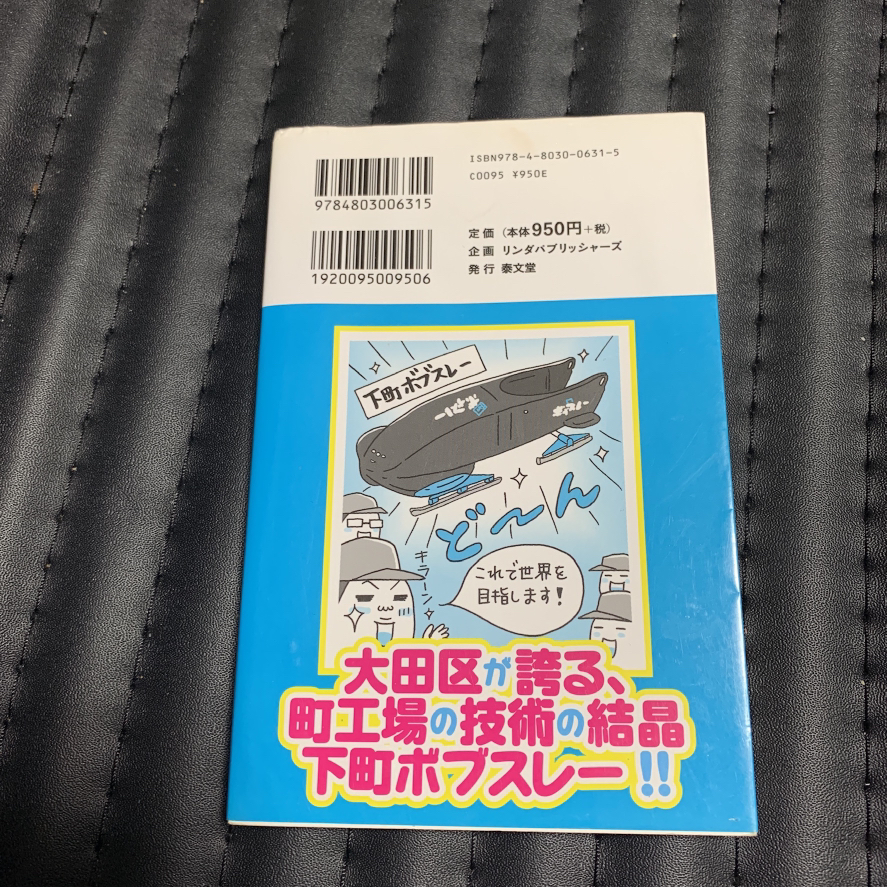 ISBN978-4-8030-0631-5
C0095 ¥950E
9784803006315
定価(本体950円+税)
企画 リンダパブリッシャーズ
発行 泰文堂
1920095009506
下町ボブスレー
ど〜ん
キラーン
これで世界を
目指します!
大田区が誇る、
町工場の技術の結晶
下町ボブスレー!!